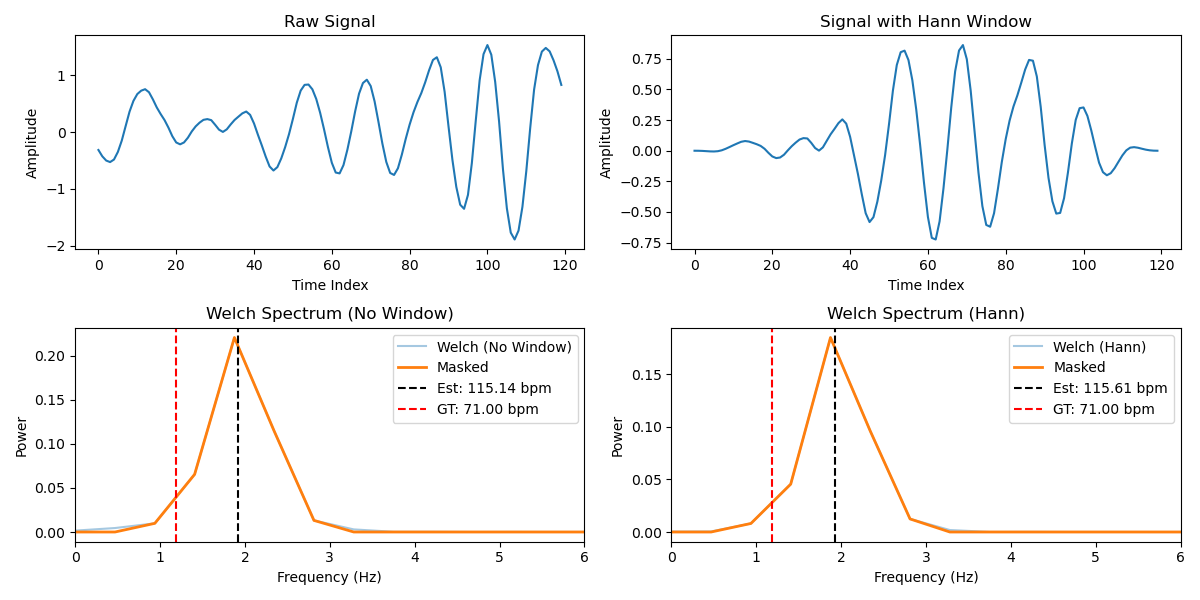 Raw Signal
Amplitude
1
0
−1
−2
0 20 40 60 80 100 120
Time Index
Signal with Hann Window
Amplitude
0.75
0.50
0.25
0.00
−0.25
−0.50
−0.75
0 20 40 60 80 100 120
Time Index
Welch Spectrum (No Window)
Power
0.20
0.15
0.10
0.05
0.00
0 1 2 3 4 5 6
Frequency (Hz)
Welch (No Window)
Masked
Est: 115.14 bpm
GT: 71.00 bpm
Welch Spectrum (Hann)
Power
0.15
0.10
0.05
0.00
0 1 2 3 4 5 6
Frequency (Hz)
Welch (Hann)
Masked
Est: 115.61 bpm
GT: 71.00 bpm